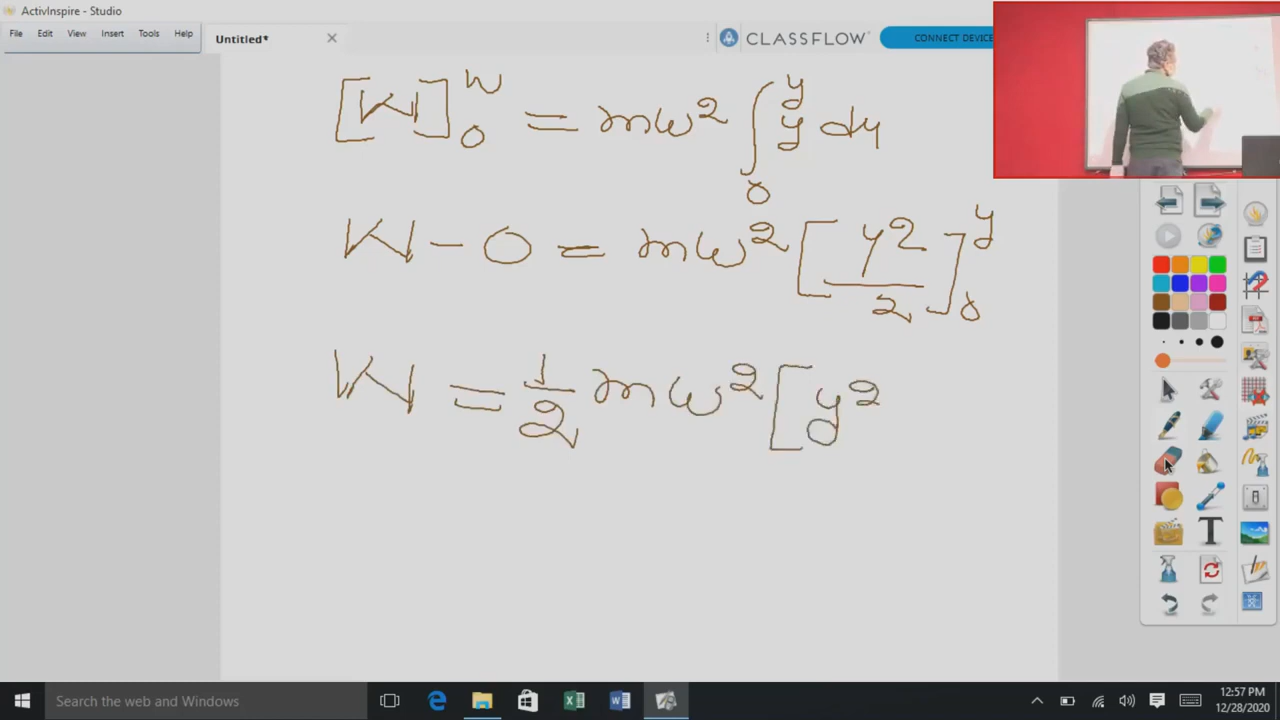 ActivInspire - Studio
File Edit View Insert Tools Help
Untitled*
CLASSFLOW
CONNECT DEVICE
[W]₀ᵂ = mω² ∫₀ʸ y dy
W - 0 = mω² [y²/2]₀ʸ
W = 1/2 mω² [y²
T
Search the web and Windows
12:57 PM
12/28/2020